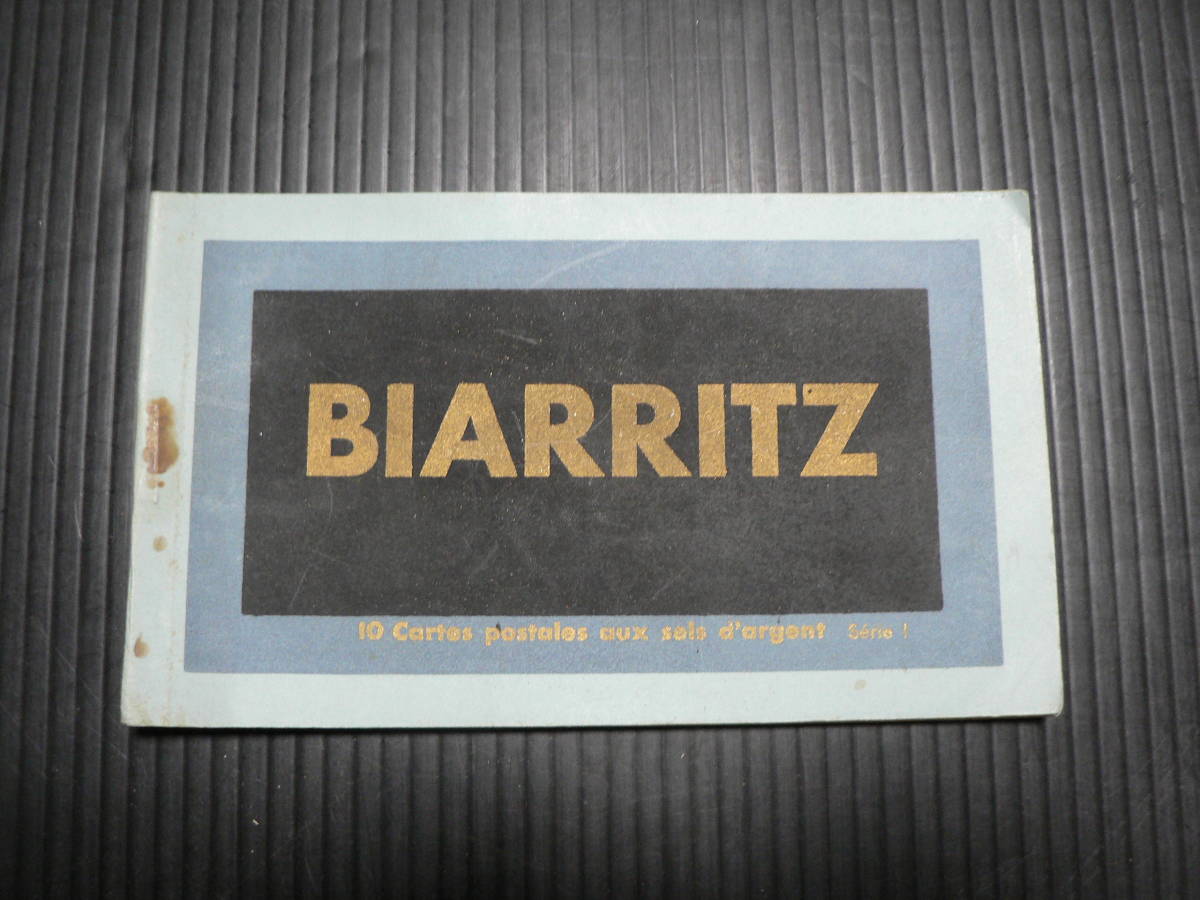 BIARRITZ
10 Cartes postales aux sels d'argent Série 1